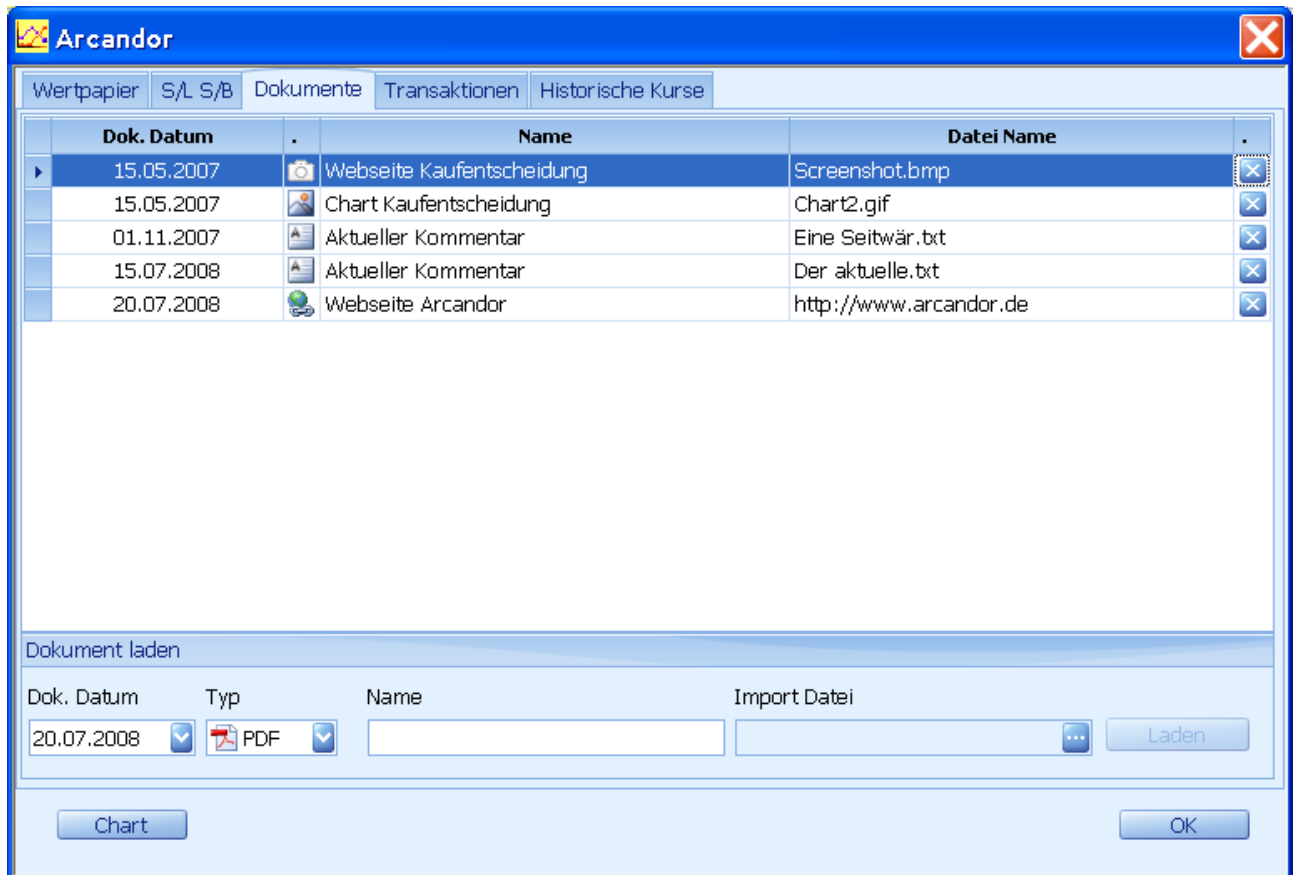 Arcandor
Wertpapier S/L S/B Dokumente Transaktionen Historische Kurse
Dok. Datum . Name Datei Name .
15.05.2007 Webseite Kaufentscheidung Screenshot.bmp
15.05.2007 Chart Kaufentscheidung Chart2.gif
01.11.2007 Aktueller Kommentar Eine Seitwär.txt
15.07.2008 Aktueller Kommentar Der aktuelle.txt
20.07.2008 Webseite Arcandor http://www.arcandor.de
Dokument laden
Dok. Datum Typ Name Import Datei
20.07.2008 PDF ... Laden
Chart OK